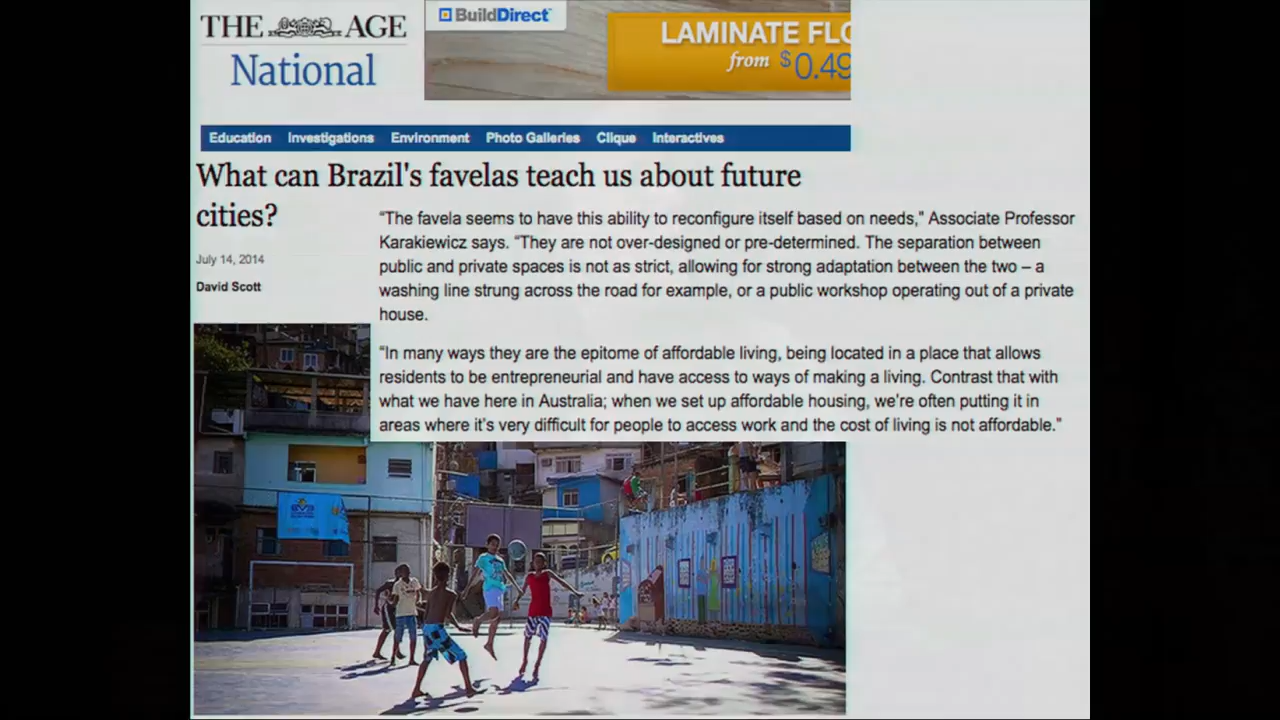 THE AGE
National
BuildDirect
LAMINATE FLO
from $0.49
Education Investigations Environment Photo Galleries Clique Interactives
What can Brazil's favelas teach us about future
cities?
July 14, 2014
David Scott
“The favela seems to have this ability to reconfigure itself based on needs,” Associate Professor
Karakiewicz says. “They are not over-designed or pre-determined. The separation between
public and private spaces is not as strict, allowing for strong adaptation between the two – a
washing line strung across the road for example, or a public workshop operating out of a private
house.
“In many ways they are the epitome of affordable living, being located in a place that allows
residents to be entrepreneurial and have access to ways of making a living. Contrast that with
what we have here in Australia; when we set up affordable housing, we’re often putting it in
areas where it’s very difficult for people to access work and the cost of living is not affordable.”